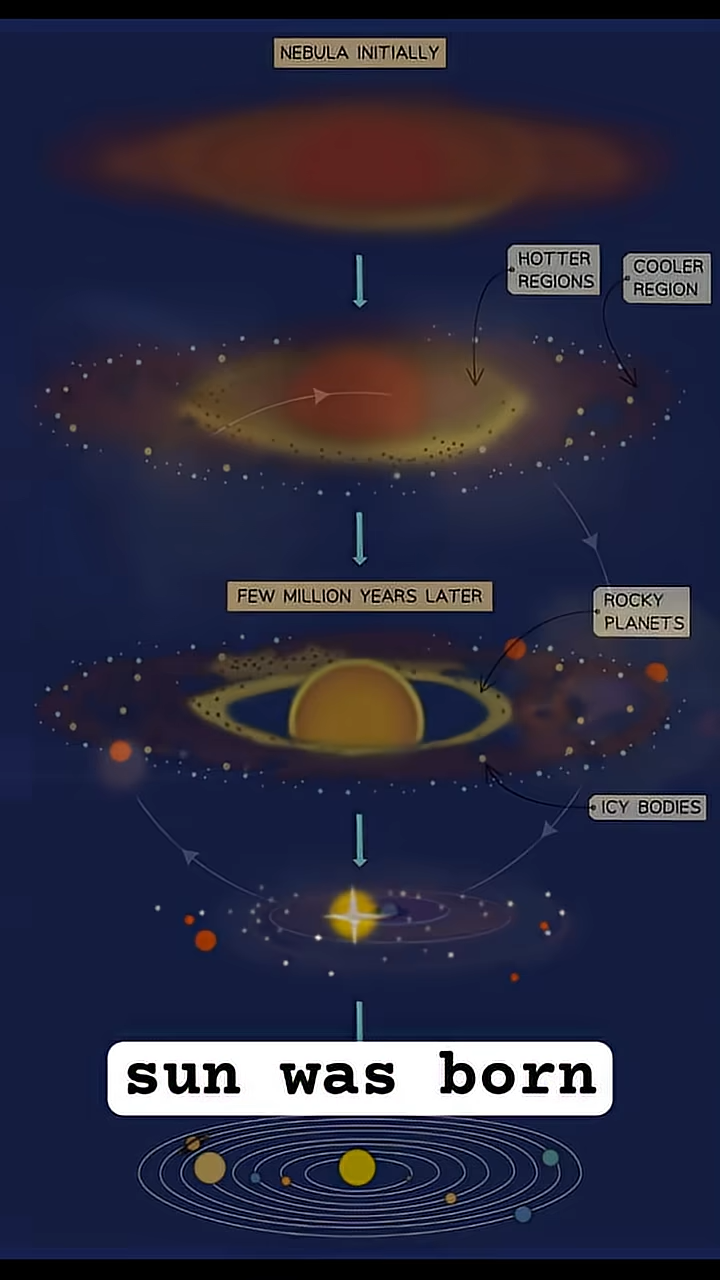 NEBULA INITIALLY
HOTTER
REGIONS
COOLER
REGION
FEW MILLION YEARS LATER
ROCKY
PLANETS
ICY BODIES
sun was born